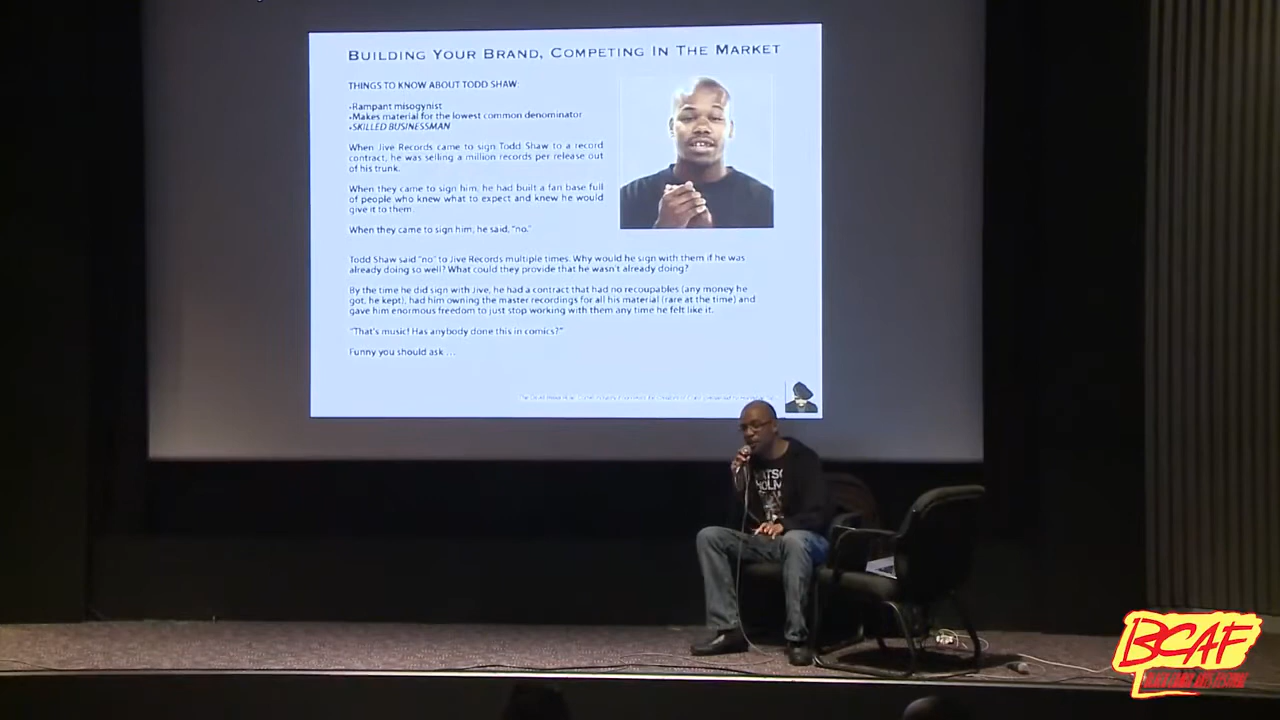 BUILDING YOUR BRAND, COMPETING IN THE MARKET
THINGS TO KNOW ABOUT TODD SHAW:
•Rampant misogynist
•Makes material for the lowest common denominator
•SKILLED BUSINESSMAN
When Jive Records came to sign Todd Shaw to a record
contract, he was selling a million records per release out
of his trunk.
When they came to sign him, he had built a fan base full
of people who knew what to expect and knew he would
give it to them.
When they came to sign him, he said, "no."
Todd Shaw said "no" to Jive Records multiple times. Why would he sign with them if he was
already doing so well? What could they provide that he wasn't already doing?
By the time he did sign with Jive, he had a contract that had no recoupables (any money he
got, he kept), had him owning the master recordings for all his material (rare at the time) and
gave him enormous freedom to just stop working with them any time he felt like it.
"That's music! Has anybody done this in comics?"
Funny you should ask ...
BCAF